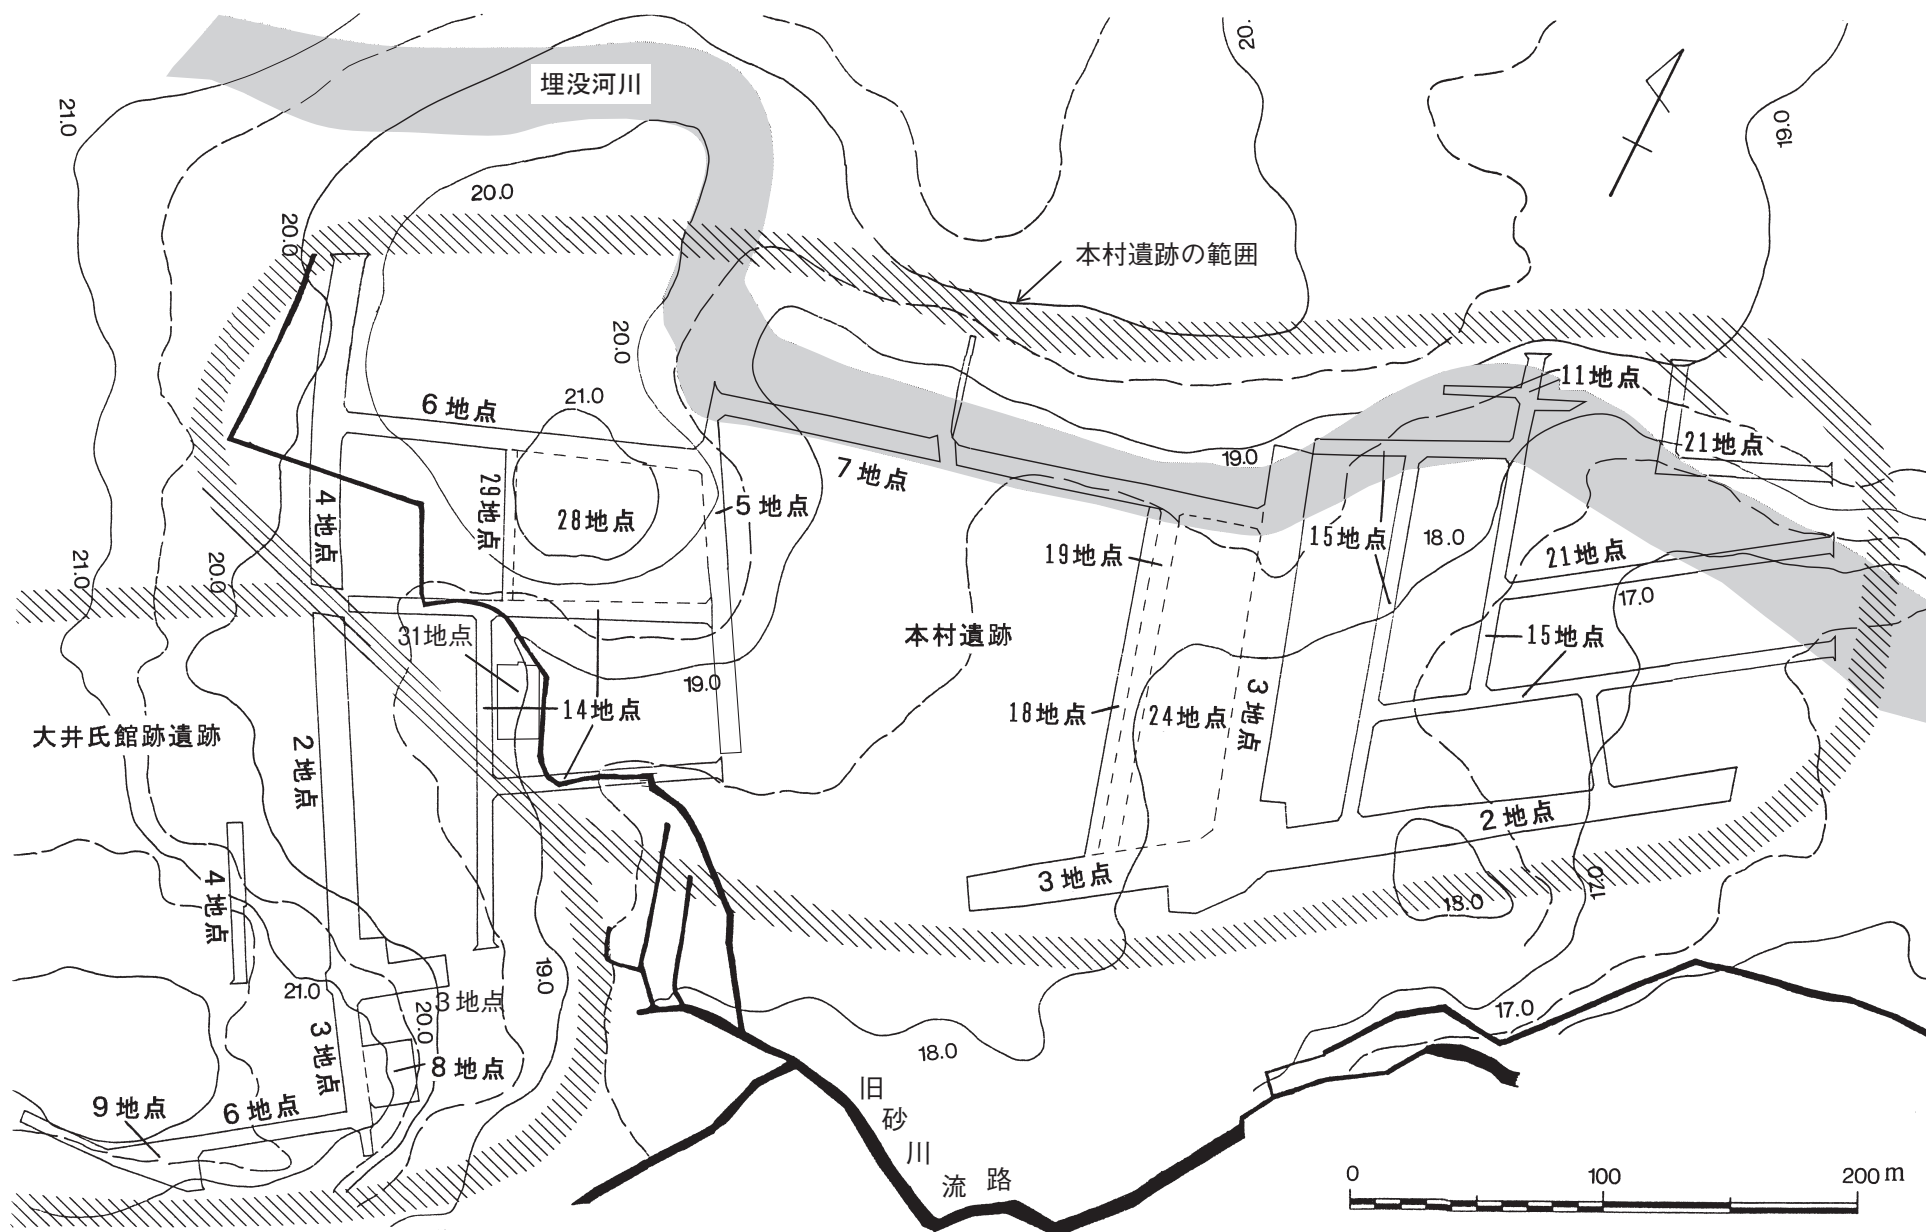 20.
埋没河川
21.0
19.0
20.0
20.0
本村遺跡の範囲
20.0
6地点
21.0
11地点
21地点
7地点
19.0
4地点
29地点
28地点
5地点
15地点
18.0
21地点
19地点
21.0
20.0
17.0
31地点
本村遺跡
15地点
19.0
14地点
18地点
24地点
3地点
大井氏館跡遺跡
2地点
2地点
3地点
4地点
17.0
18.0
21.0
3地点
19.0
20.0
3地点
17.0
18.0
8地点
9地点
6地点
旧砂川流路
0 100 200m